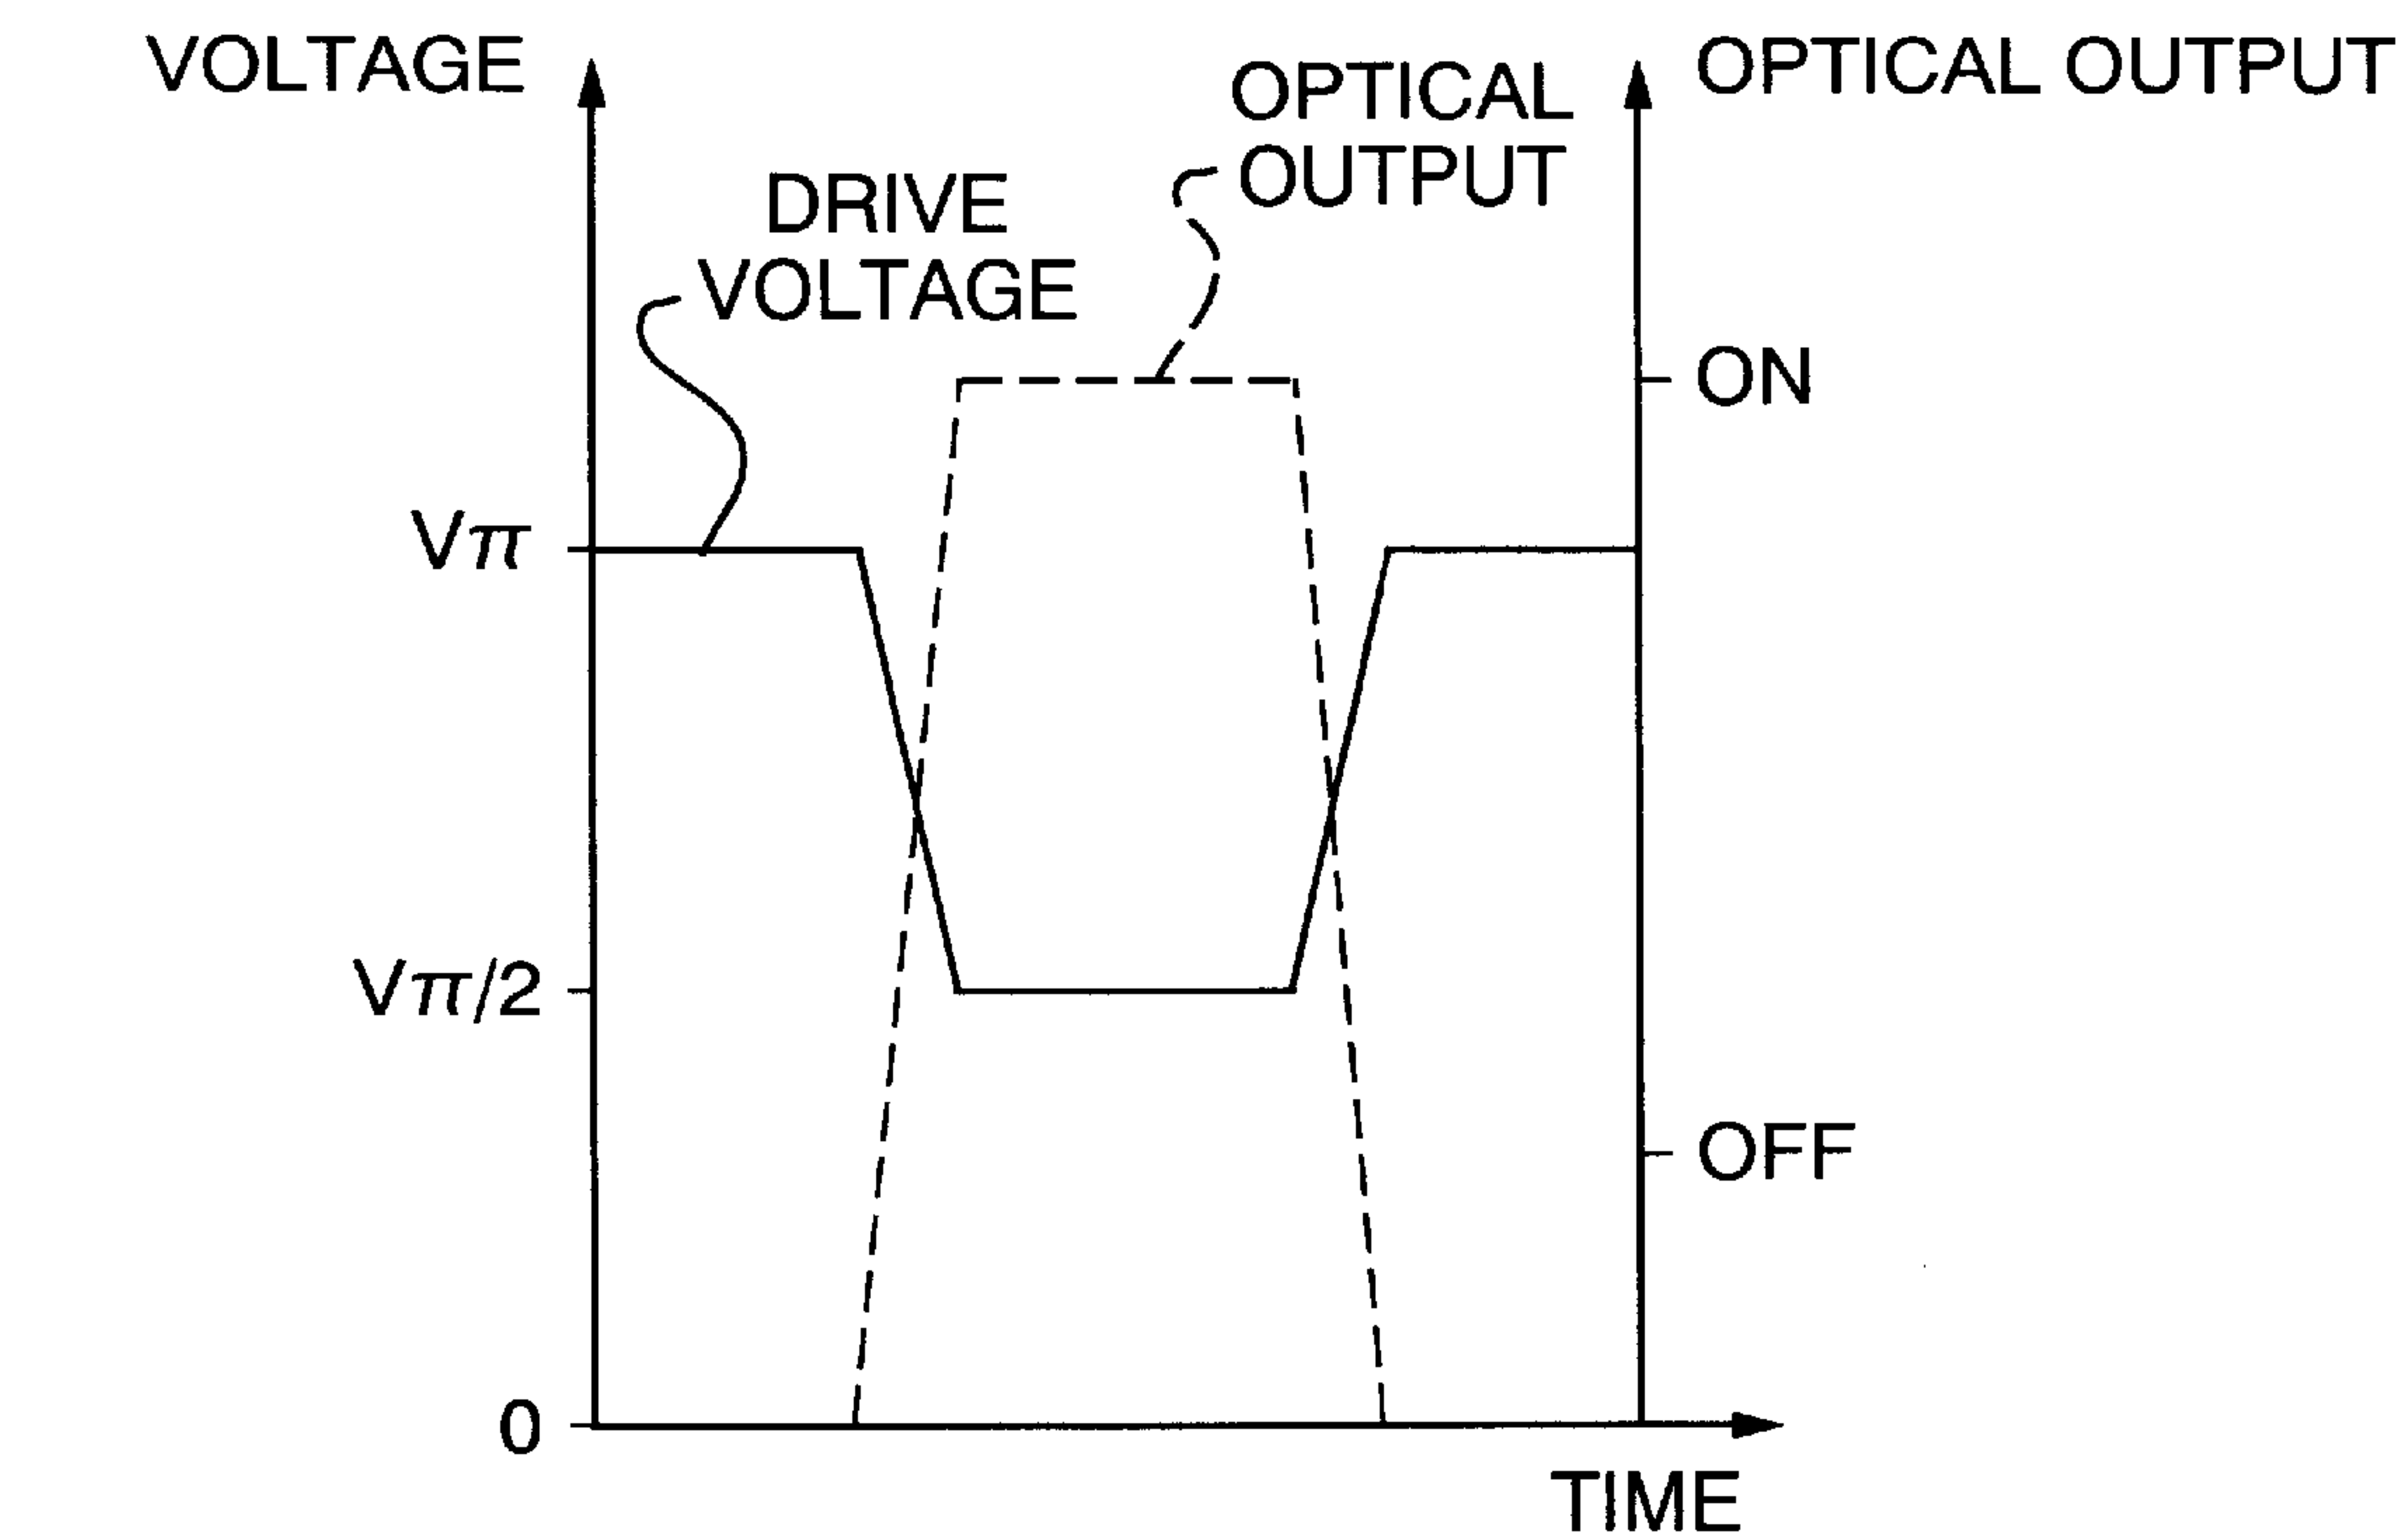 VOLTAGE
OPTICAL OUTPUT
OPTICAL
OUTPUT
DRIVE
VOLTAGE
ON
Vπ
Vπ/2
OFF
0
TIME